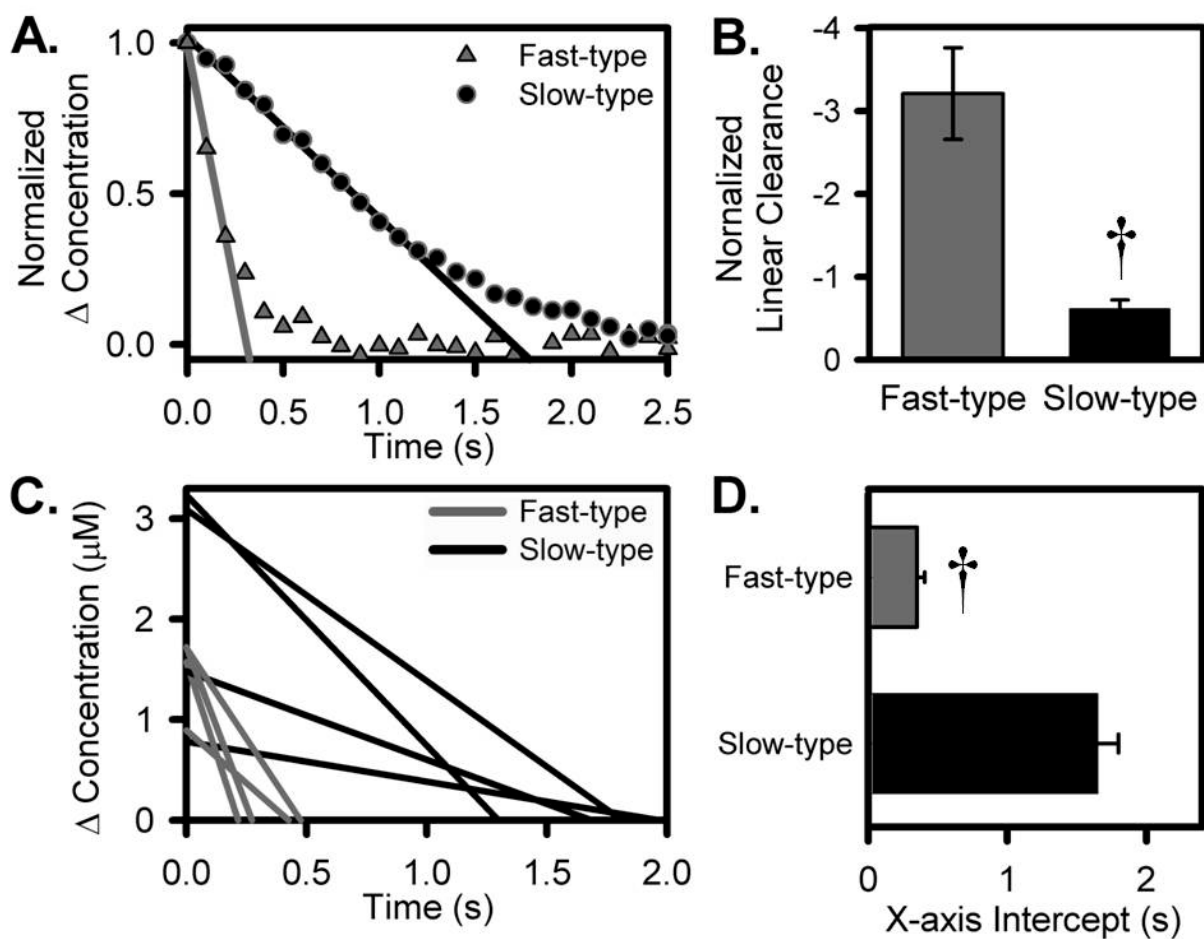 A.
Normalized
Δ Concentration
1.0
0.5
0.0
Fast-type
Slow-type
0.0 0.5 1.0 1.5 2.0 2.5
Time (s)
B.
Nornalized
Linear Clearance
-4
-3
-2
-1
0
†
Fast-type Slow-type
C.
Δ Concentration (μM)
3
2
1
0
Fast-type
Slow-type
0.0 0.5 1.0 1.5 2.0
Time (s)
D.
Fast-type
†
Slow-type
0 1 2
X-axis Intercept (s)